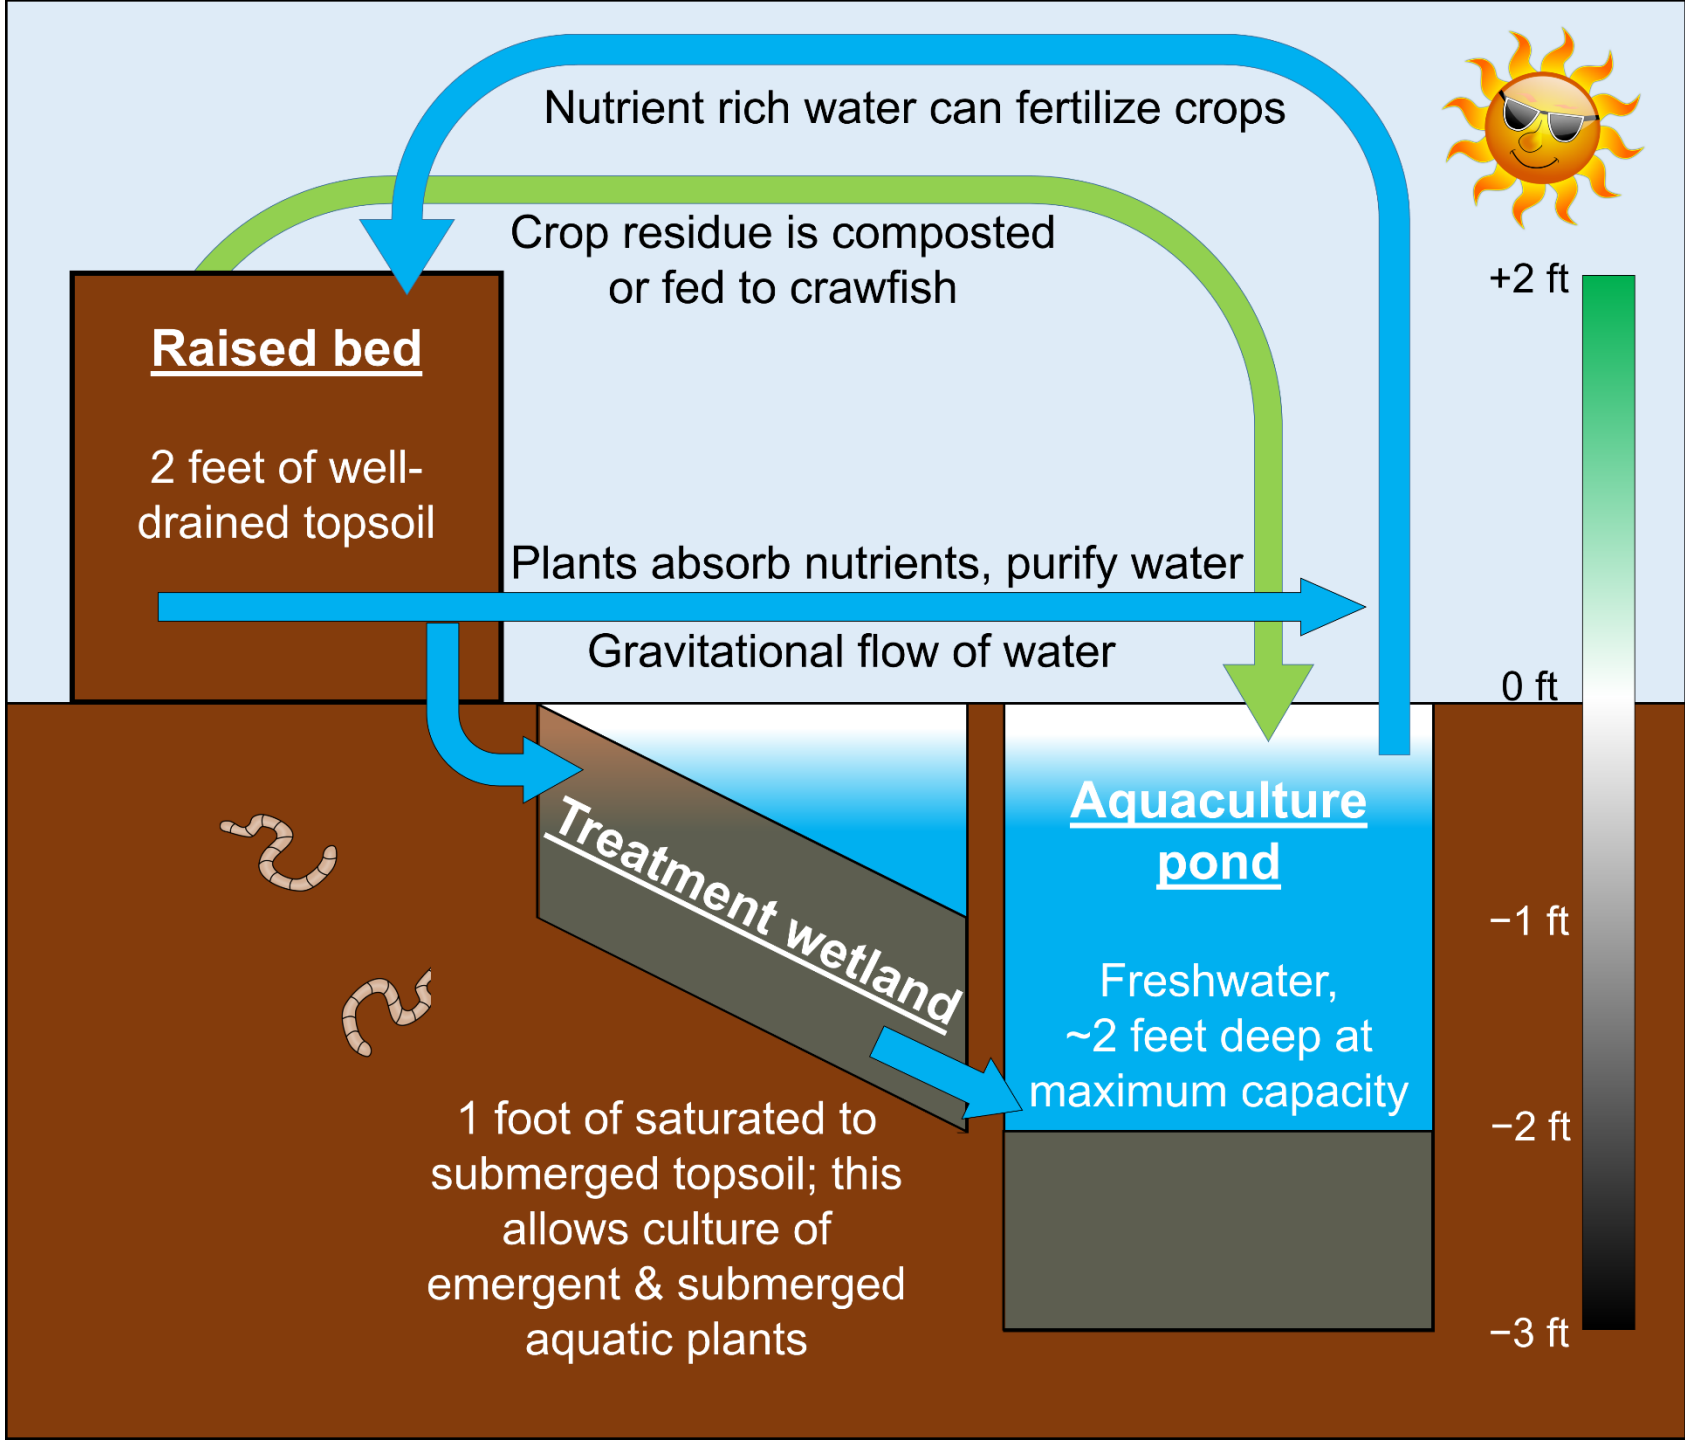 Nutrient rich water can fertilize crops
Crop residue is composted
or fed to crawfish
+2 ft
Raised bed
2 feet of well-
drained topsoil
Plants absorb nutrients, purify water
Gravitational flow of water
0 ft
Treatment wetland
Aquaculture
pond
−1 ft
Freshwater,
~2 feet deep at
maximum capacity
1 foot of saturated to
submerged topsoil; this
allows culture of
emergent & submerged
aquatic plants
−2 ft
−3 ft